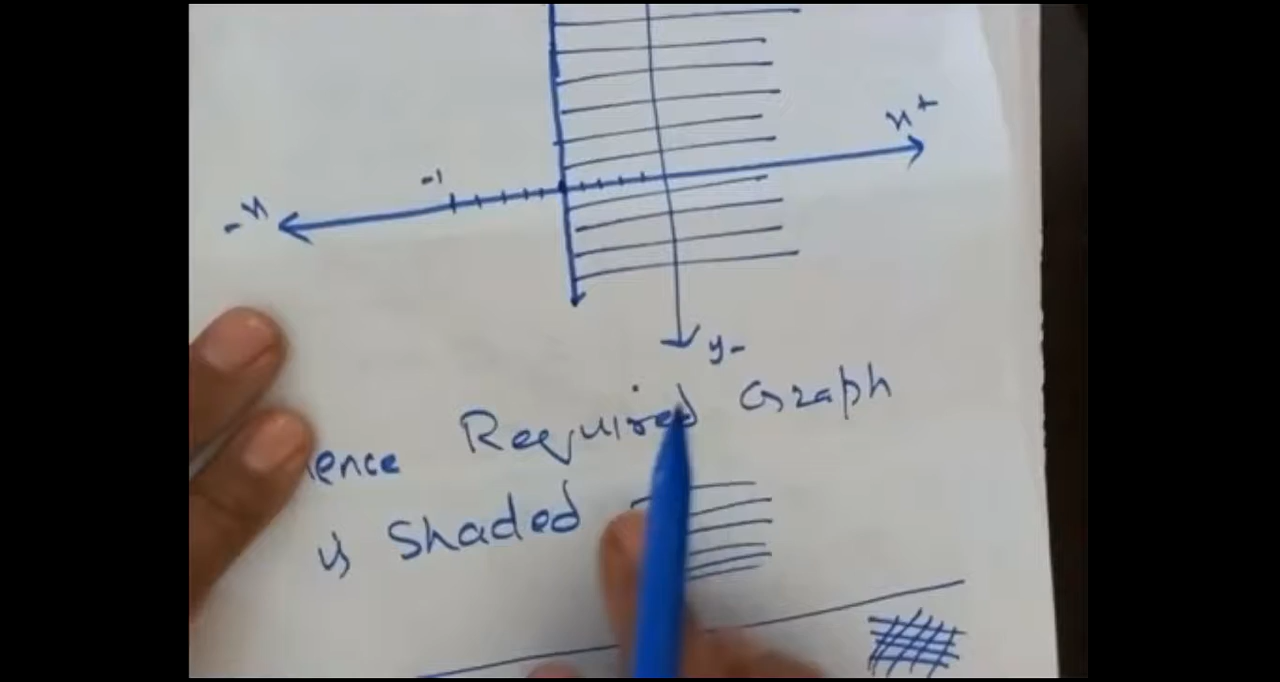 x+
-1
-x
y-
ence Required Graph
is Shaded